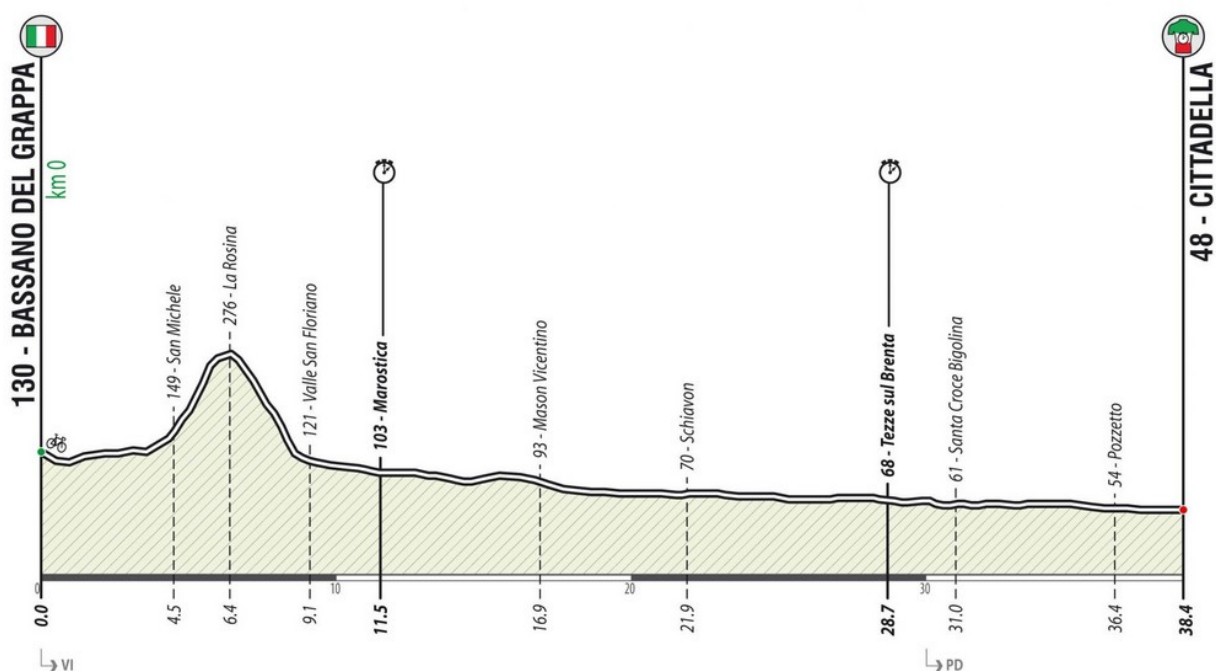 130 - BASSANO DEL GRAPPA
km 0
149 - San Michele
276 - La Rosina
121 - Valle San Floriano
103 - Marostica
93 - Mason Vicentino
70 - Schiavon
68 - Tezze sul Brenta
61 - Santa Croce Bigolina
54 - Pozzetto
48 - CITTADELLA
0
10
20
30
0.0
4.5
6.4
9.1
11.5
16.9
21.9
28.7
31.0
36.4
38.4
VI
PD